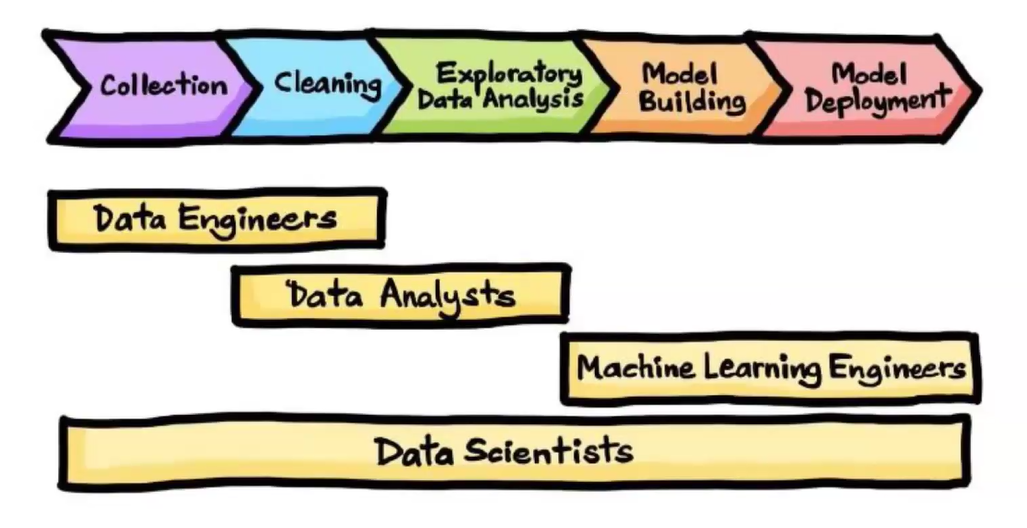 Collection
Cleaning
Exploratory
Data Analysis
Model
Building
Model
Deployment
Data Engineers
Data Analysts
Machine Learning Engineers
Data Scientists